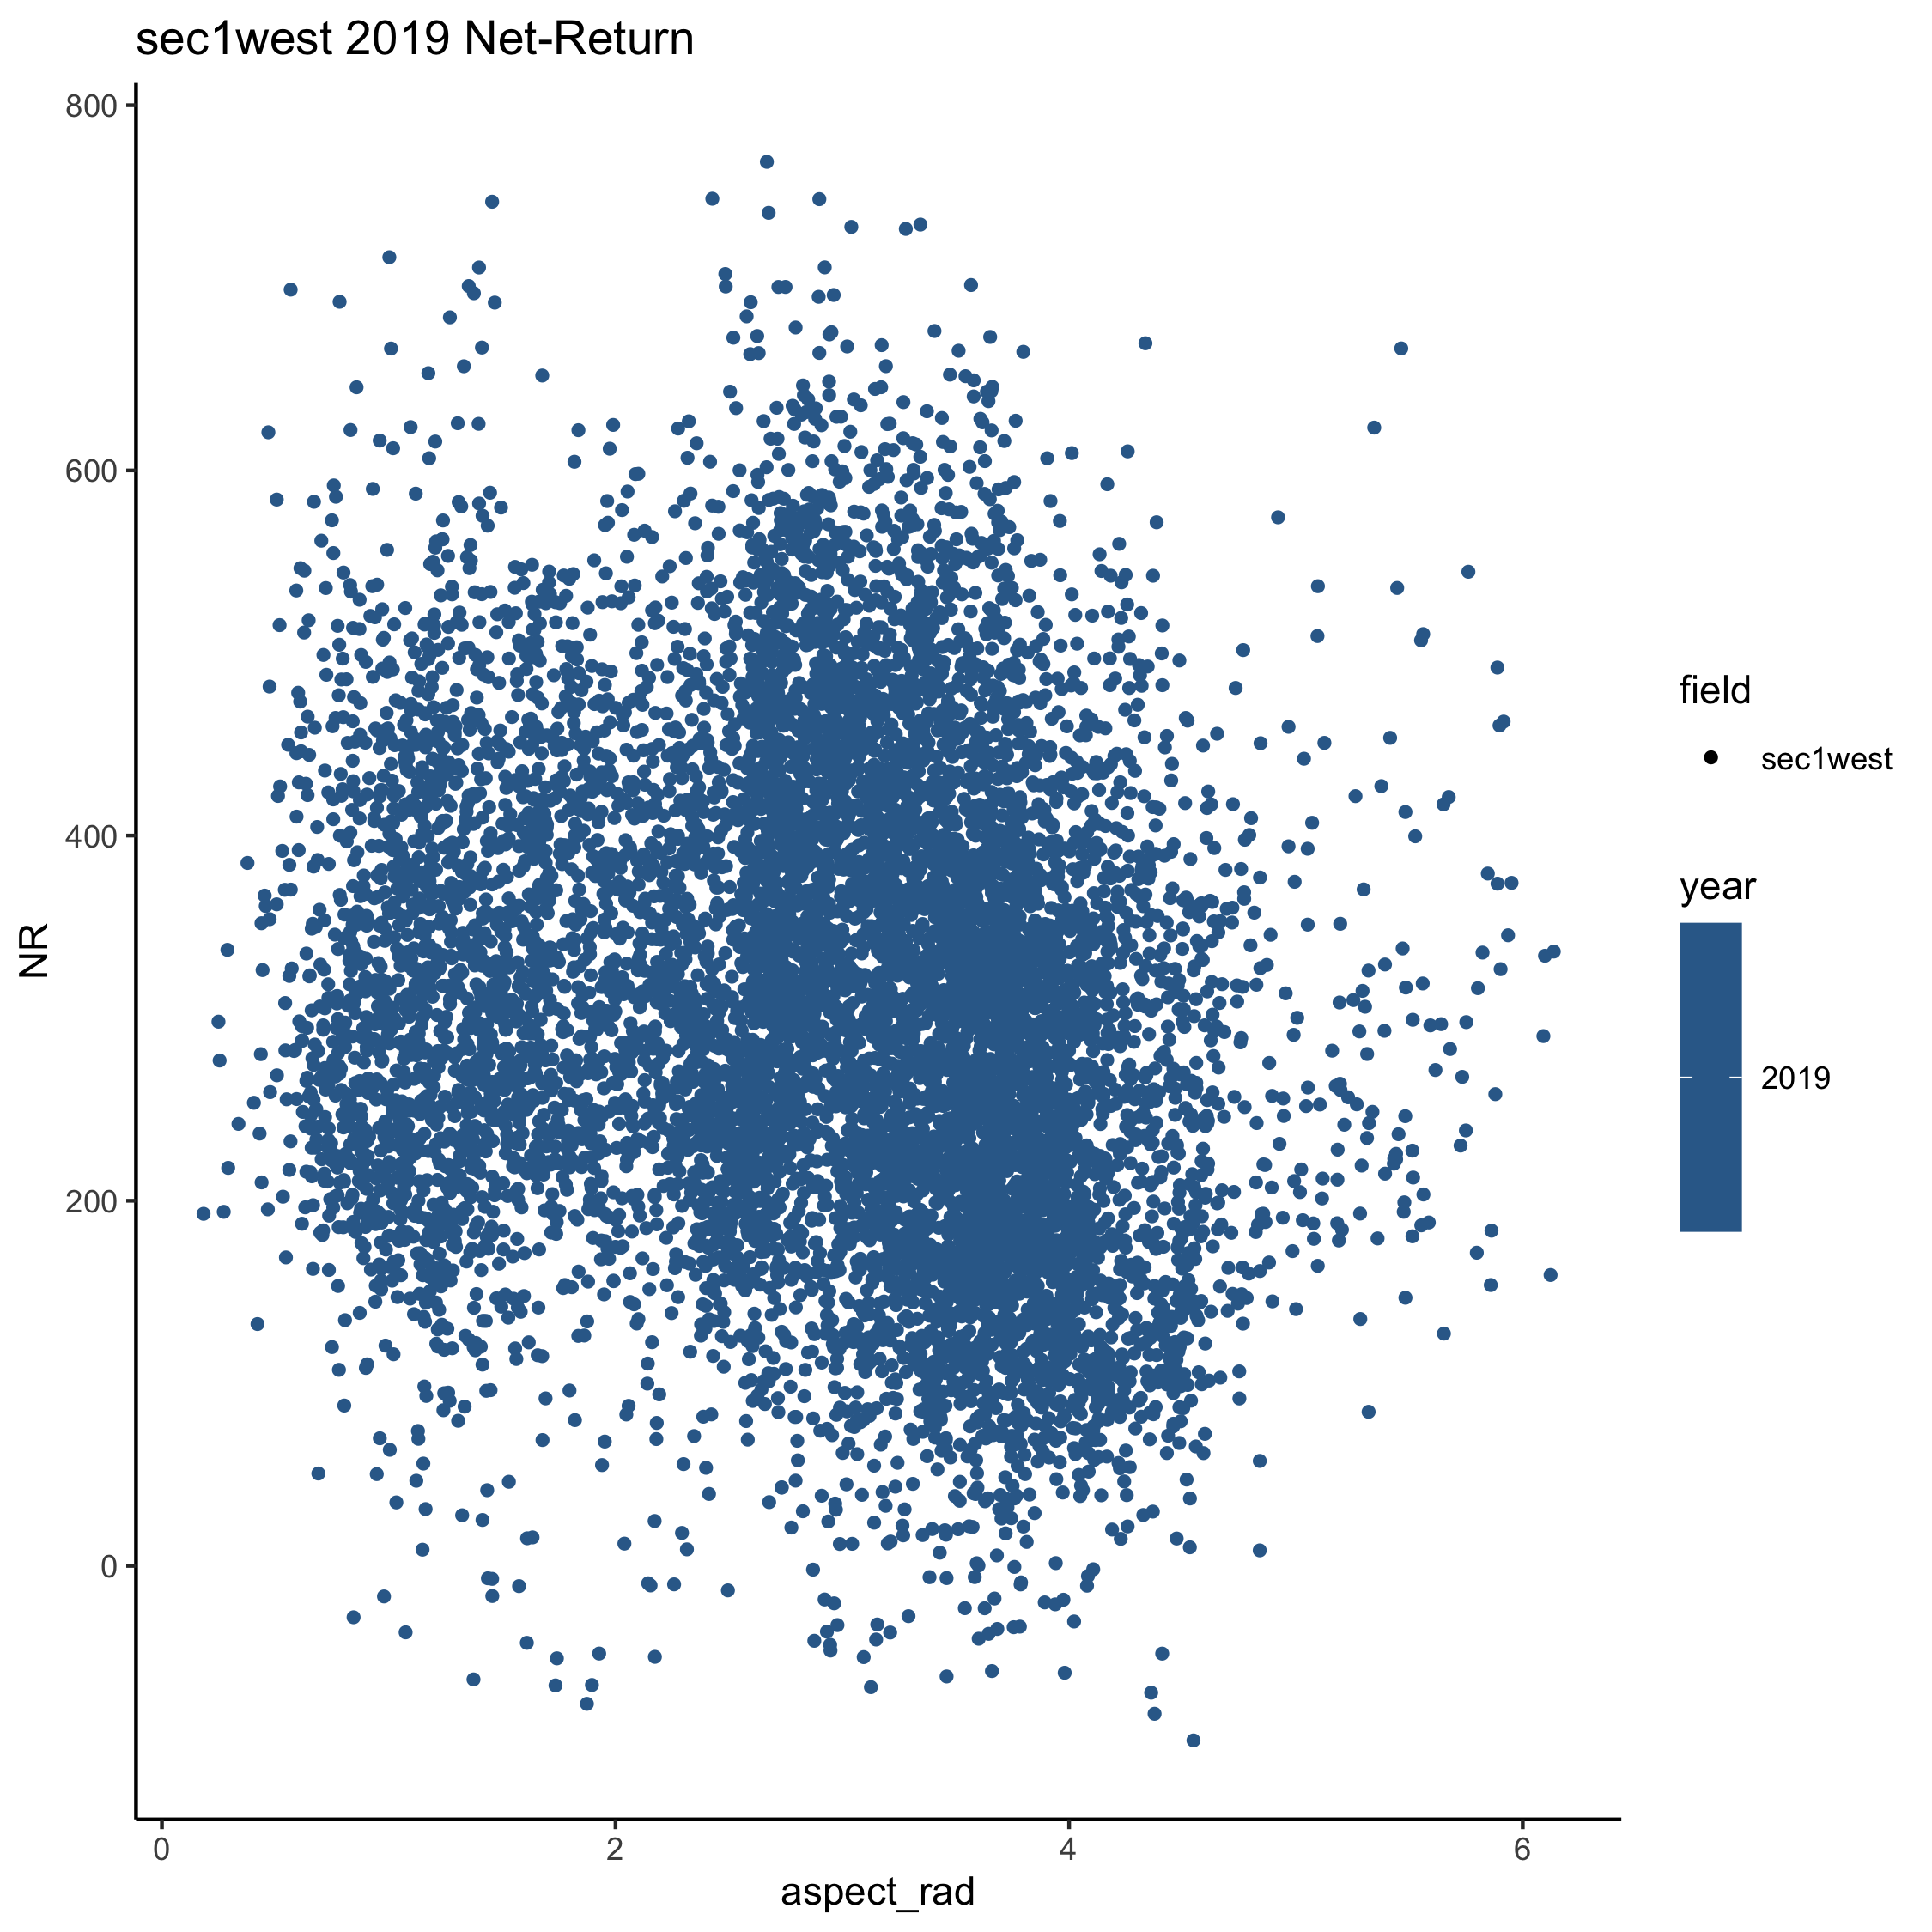 sec1west 2019 Net-Return
800
600
400
200
0
NR
0 2 4 6
aspect_rad
field
sec1west
year
2019